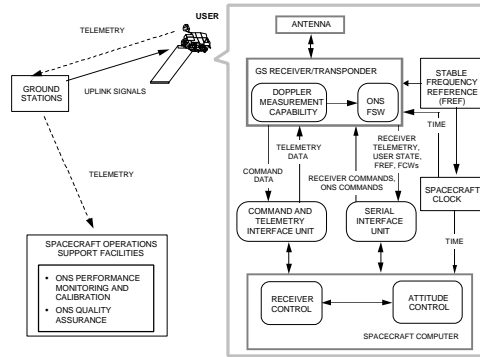 USER
TELEMETRY
GROUND
STATIONS
UPLINK SIGNALS
TELEMETRY
SPACECRAFT OPERATIONS
SUPPORT FACILITIES
• ONS PERFORMANCE
MONITORING AND
CALIBRATION
• ONS QUALITY
ASSURANCE
ANTENNA
GS RECEIVER/TRANSPONDER
DOPPLER
MEASUREMENT
CAPABILITY
ONS
FSW
STABLE
FREQUENCY
REFERENCE
(FREF)
TIME
TELEMETRY
DATA
COMMAND
DATA
RECEIVER
TELEMETRY,
USER STATE,
FREF, FCWs
RECEIVER COMMANDS,
ONS COMMANDS
SPACECRAFT
CLOCK
COMMAND AND
TELEMETRY
INTERFACE UNIT
SERIAL
INTERFACE
UNIT
TIME
RECEIVER
CONTROL
ATTITUDE
CONTROL
SPACECRAFT COMPUTER